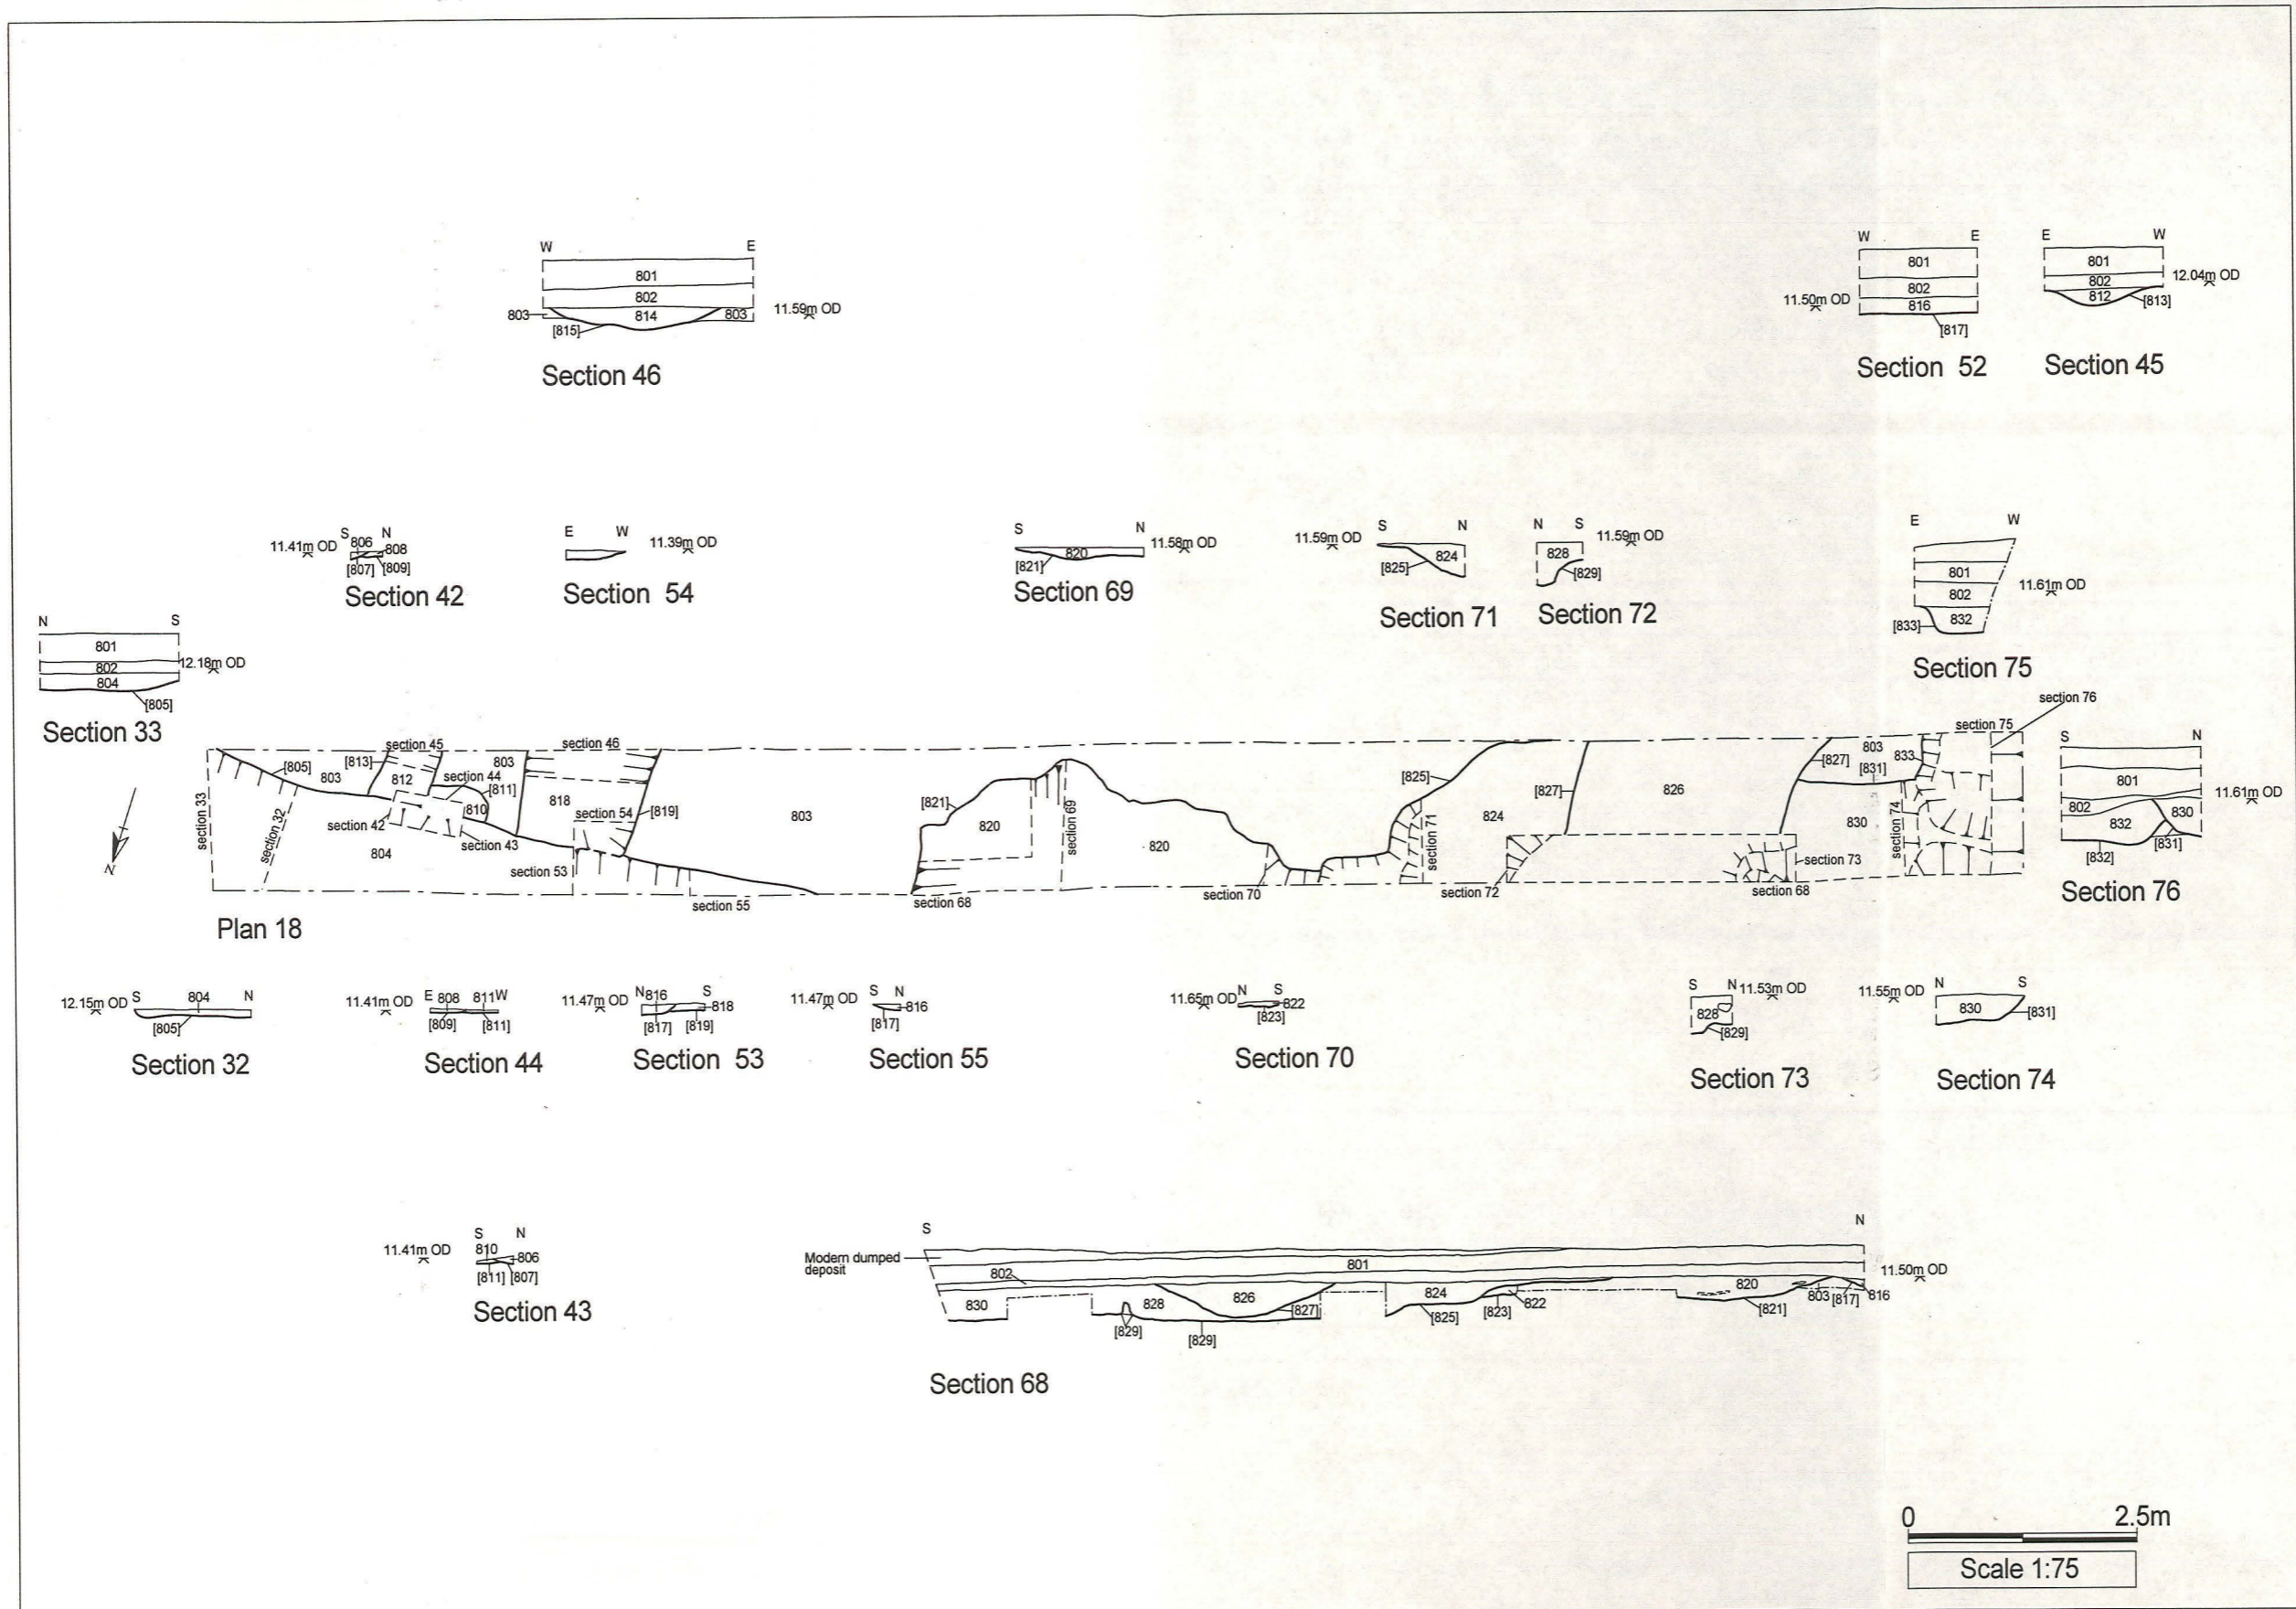 W E
801
802
803
814
803
11.59m OD
[815]
Section 46
W E
801
802
816
11.50m OD
[817]
Section 52
E W
801
802
812
12.04m OD
[813]
Section 45
11.41m OD
S N
806
808
[807] [809]
Section 42
E W
11.39m OD
Section 54
S N
820
11.58m OD
[821]
Section 69
11.59m OD
S N
824
[825]
Section 71
N S
11.59m OD
828
[829]
Section 72
E W
801
802
11.61m OD
832
[833]
Section 75
N S
801
802
12.18m OD
804
[805]
Section 33
section 33
[805]
803
section 32
804
[813]
section 45
812
section 44
803
[811]
810
section 42
section 43
section 46
818
section 54
[819]
section 53
section 55
803
[821]
820
section 69
section 68
820
section 70
[825]
section 71
824
section 72
[827]
826
[827]
803
[831]
833
830
section 74
section 73
section 68
section 75
section 76
N
Plan 18
S N
801
802
832
830
11.61m OD
[832]
[831]
Section 76
12.15m OD
S 804 N
[805]
Section 32
11.41m OD
E 808 811 W
[809] [811]
Section 44
11.47m OD
N 816 S
818
[817] [819]
Section 53
11.47m OD
S N
816
[817]
Section 55
11.65m OD
N S
822
[823]
Section 70
S N
11.53m OD
828
[829]
Section 73
11.55m OD
N S
830
[831]
Section 74
11.41m OD
S N
810
806
[811] [807]
Section 43
S N
Modern dumped
deposit
801
802
11.50m OD
830
828
826
[827]
824
822
820
803
[817]
816
[829]
[829]
[825]
[823]
[821]
Section 68
0 2.5m
Scale 1:75